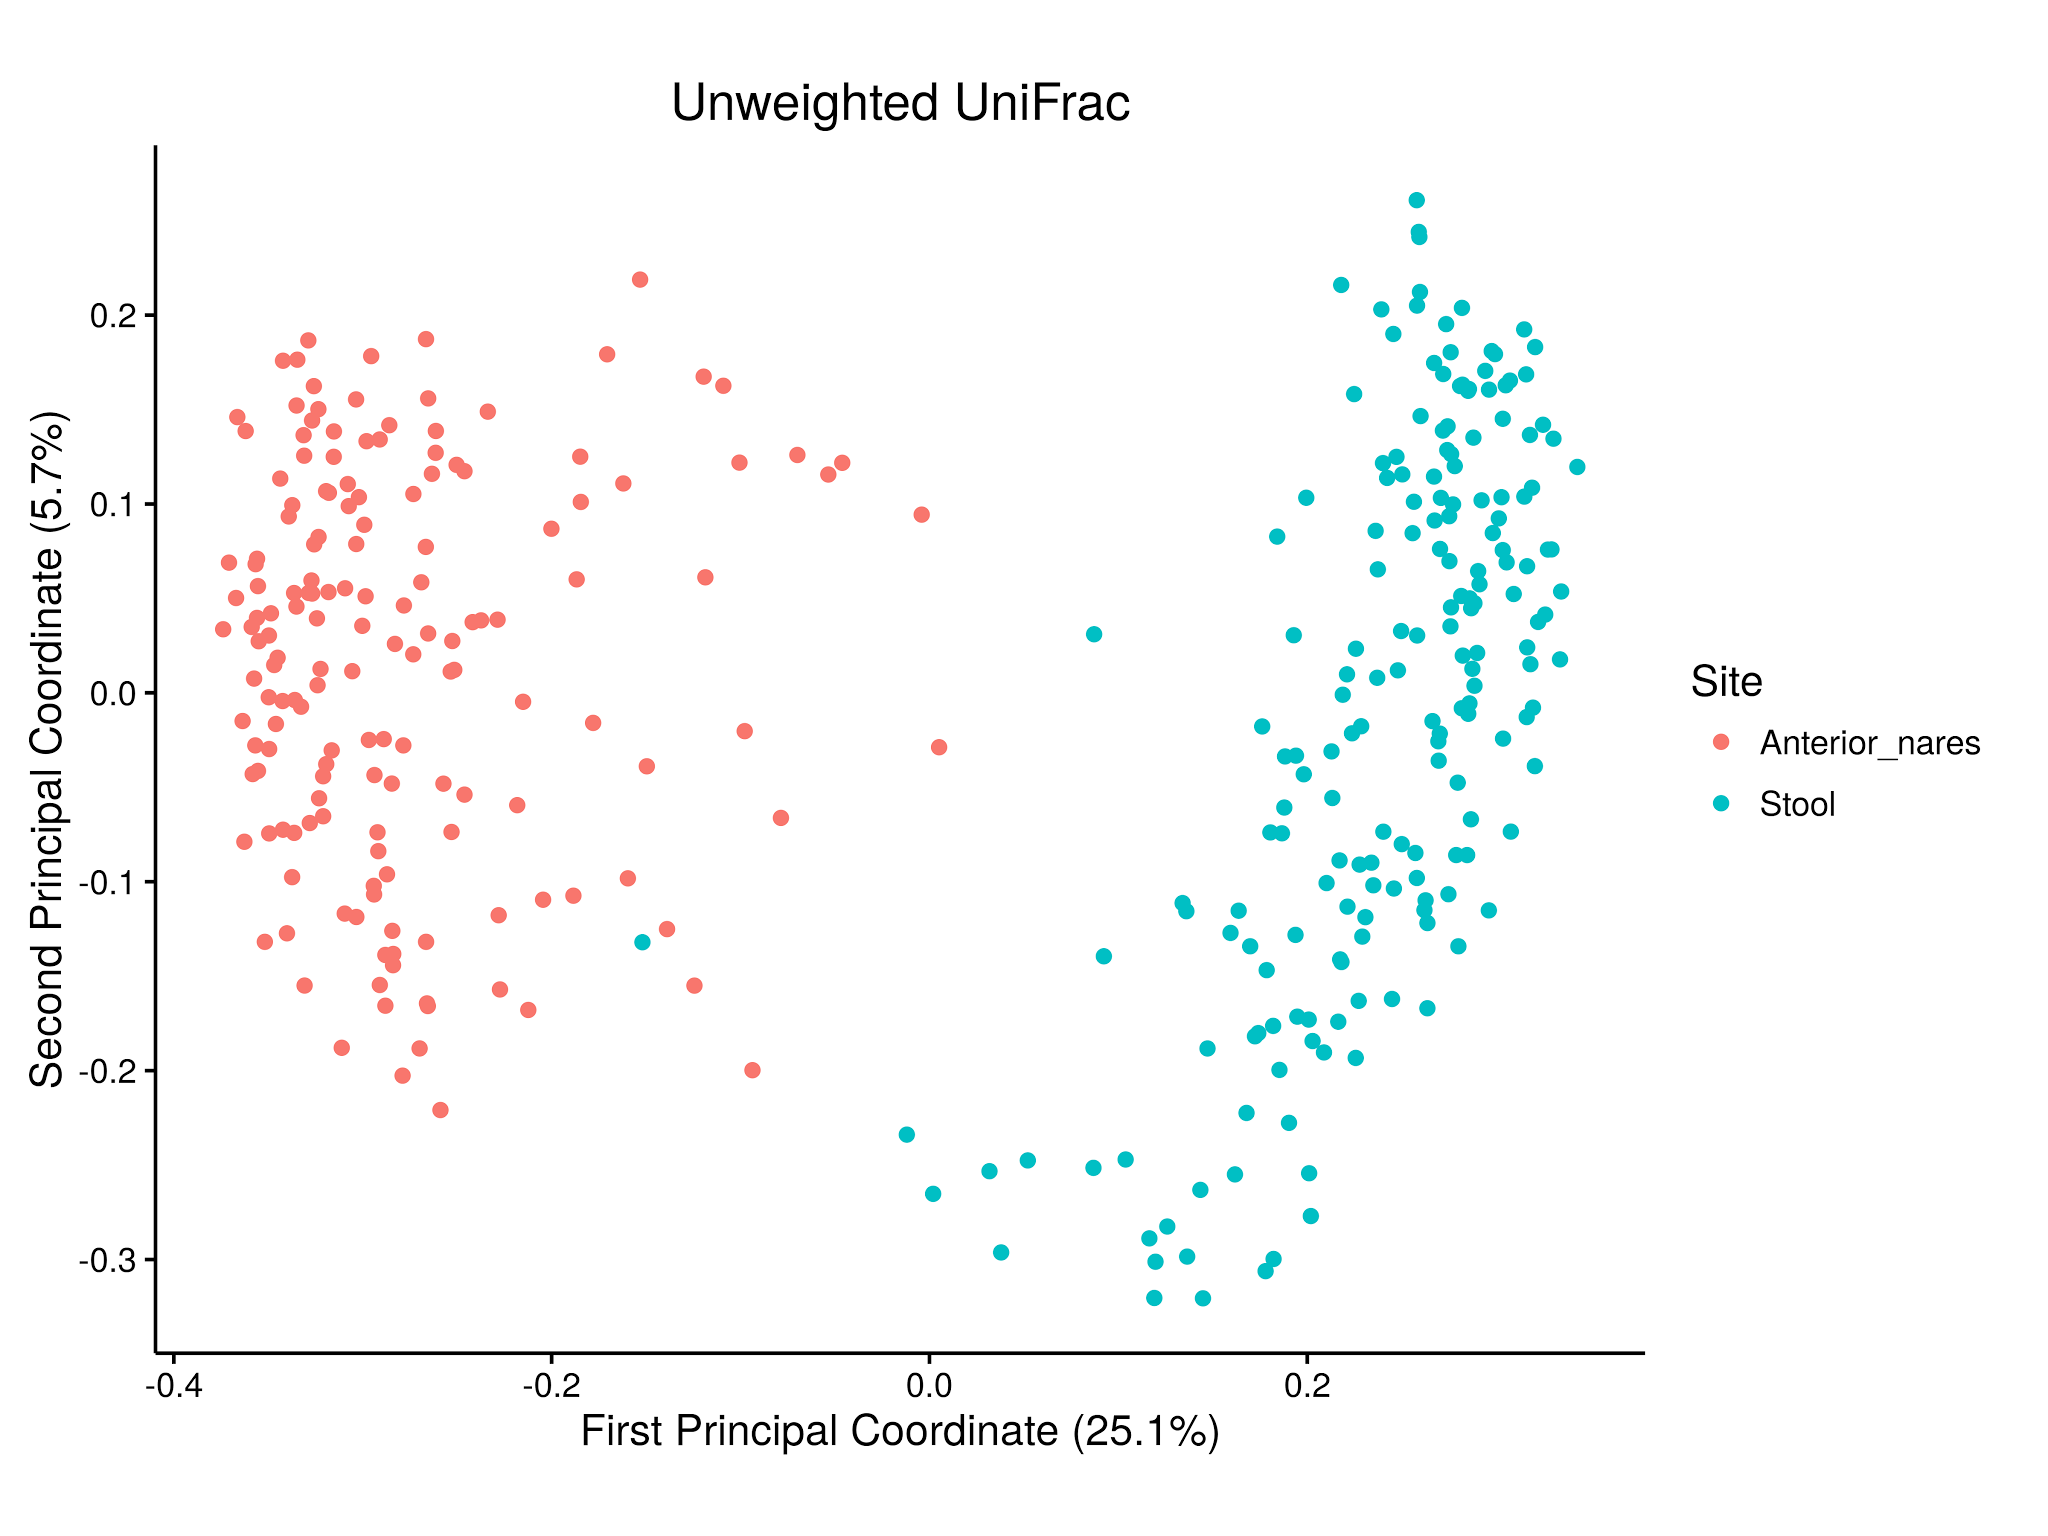 Unweighted UniFrac
Second Principal Coordinate (5.7%)
0.2
0.1
0.0
-0.1
-0.2
-0.3
-0.4
-0.2
0.0
0.2
First Principal Coordinate (25.1%)
Site
Anterior_nares
Stool